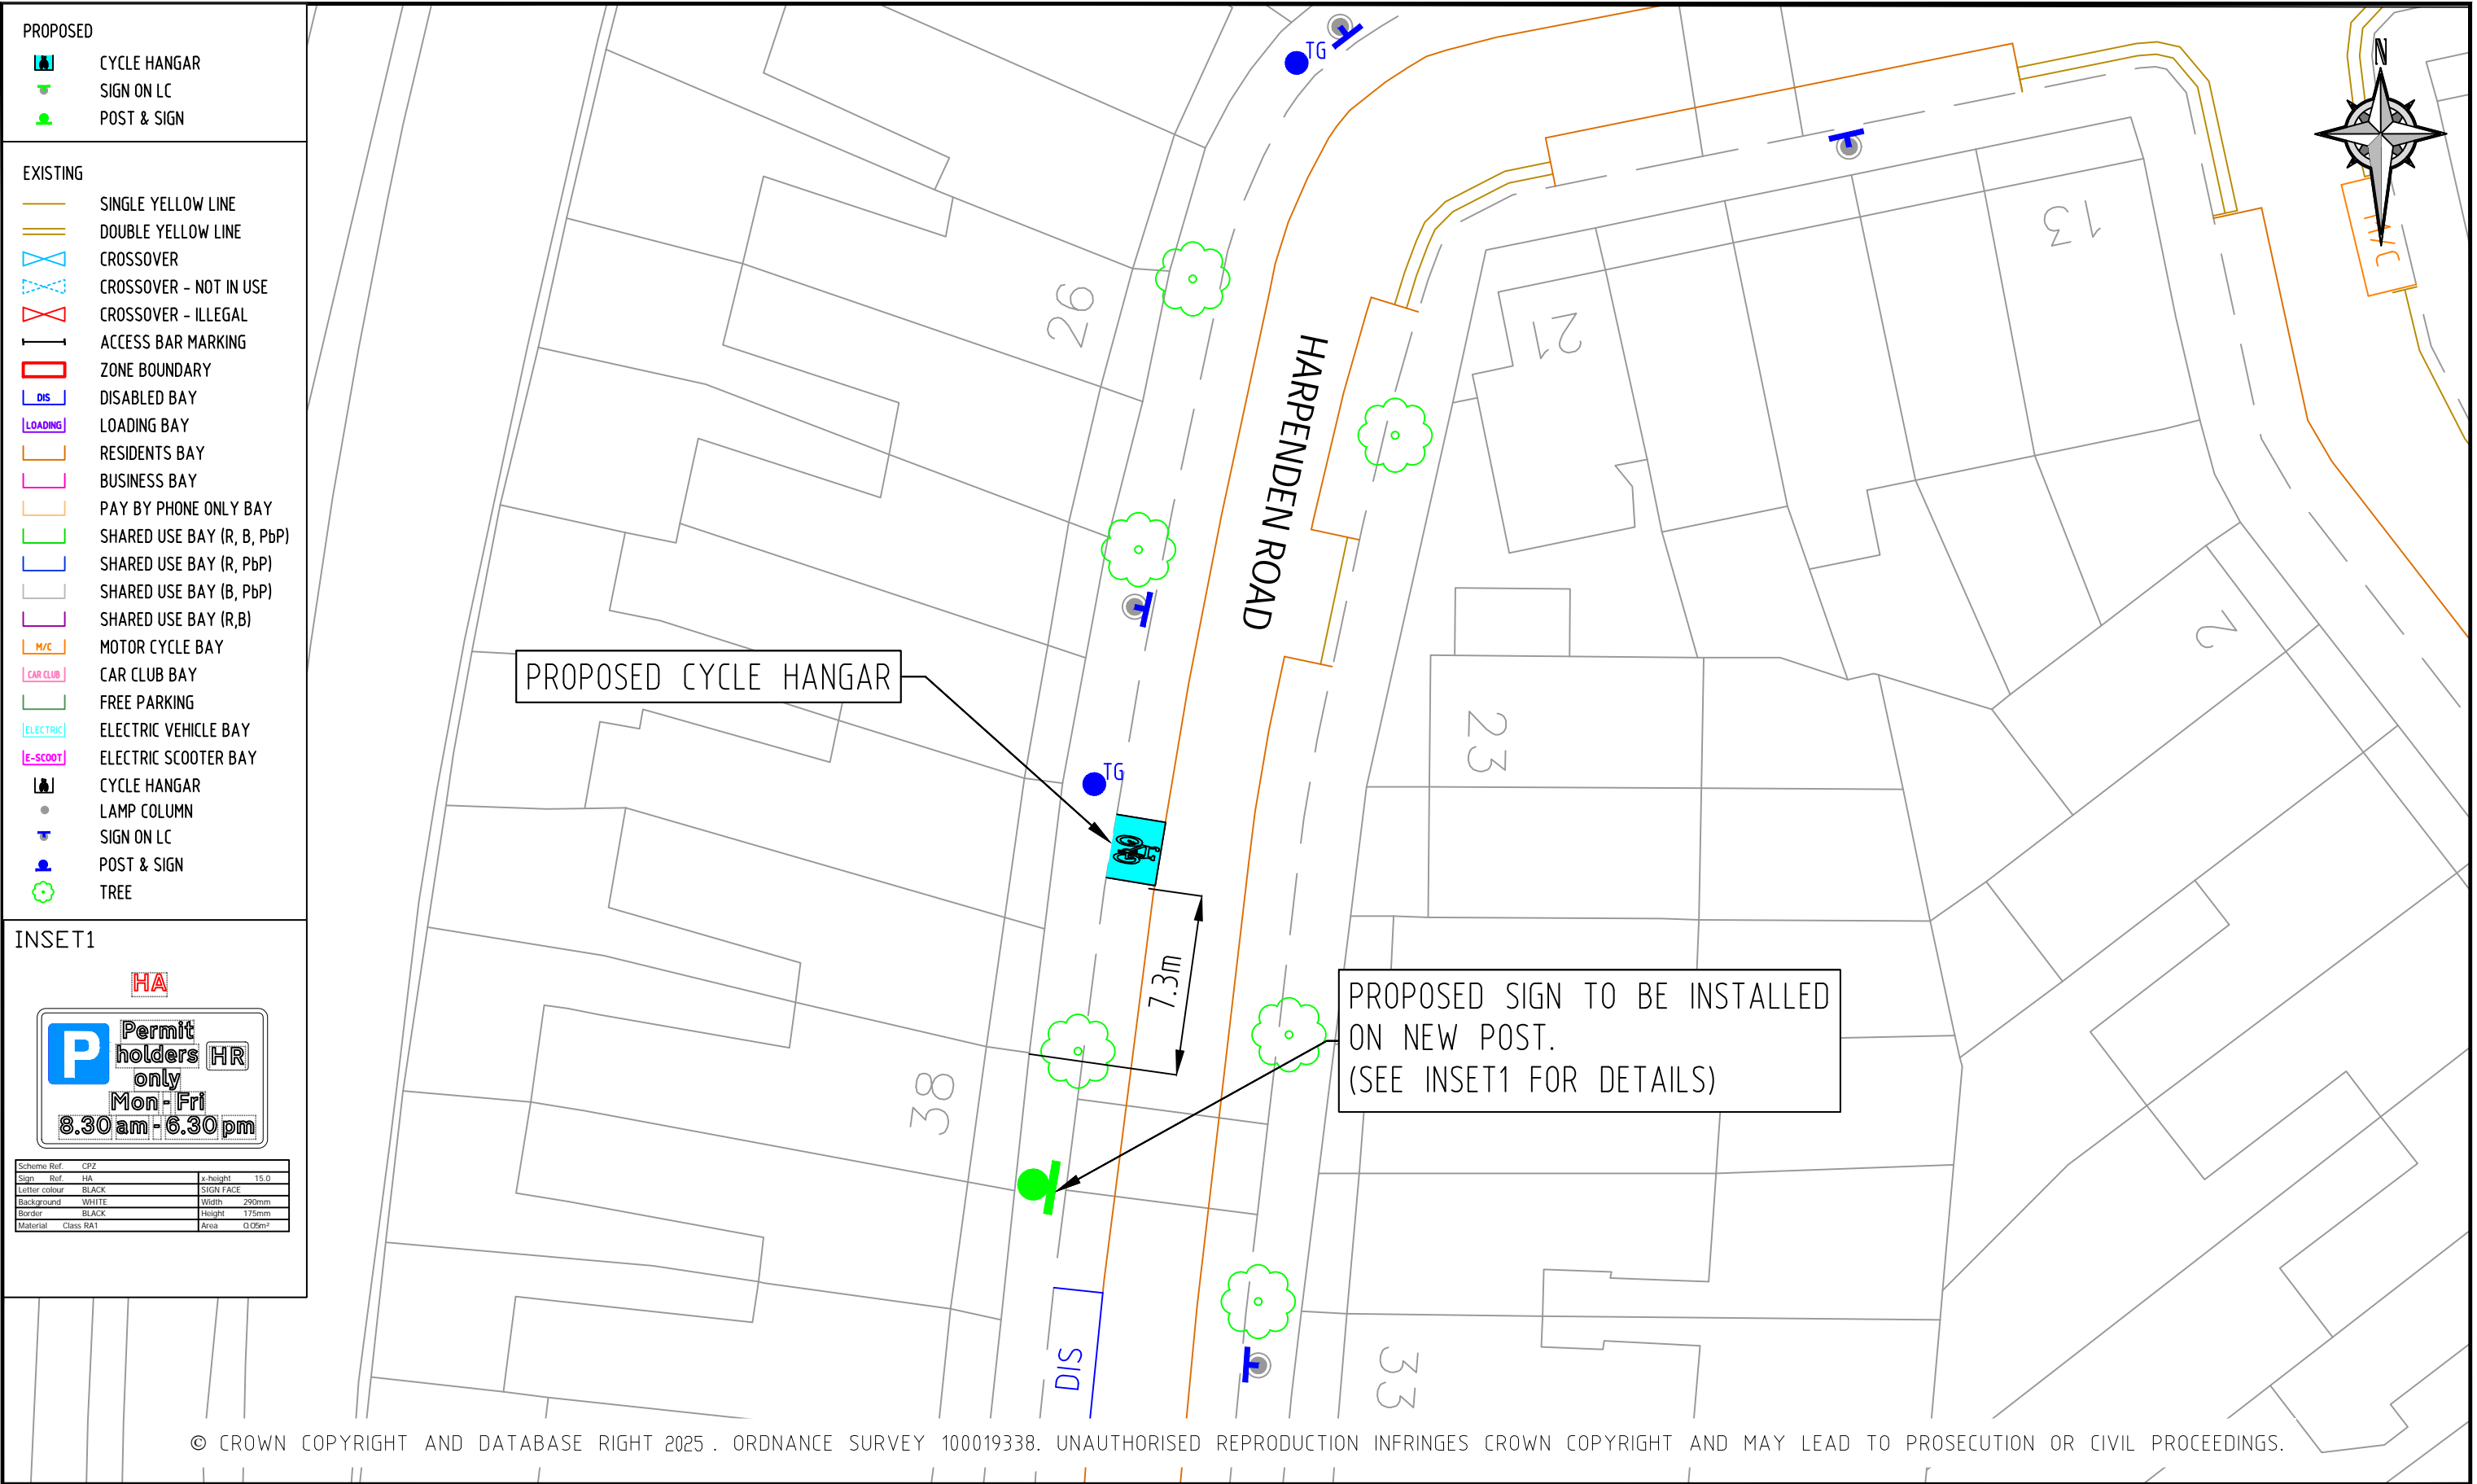 PROPOSED
CYCLE HANGAR
SIGN ON LC
POST & SIGN
EXISTING
SINGLE YELLOW LINE
DOUBLE YELLOW LINE
CROSSOVER
CROSSOVER - NOT IN USE
CROSSOVER - ILLEGAL
ACCESS BAR MARKING
ZONE BOUNDARY
DIS DISABLED BAY
LOADING LOADING BAY
RESIDENTS BAY
BUSINESS BAY
PAY BY PHONE ONLY BAY
SHARED USE BAY (R, B, PbP)
SHARED USE BAY (R, PbP)
SHARED USE BAY (B, PbP)
SHARED USE BAY (R,B)
M/C MOTOR CYCLE BAY
CAR CLUB CAR CLUB BAY
FREE PARKING
ELECTRIC ELECTRIC VEHICLE BAY
E-SCOOT ELECTRIC SCOOTER BAY
CYCLE HANGAR
LAMP COLUMN
SIGN ON LC
POST & SIGN
TREE
INSET1
HA
P
Permit
holders HR
only
Mon - Fri
8.30 am - 6.30 pm
Scheme Ref. CPZ
Sign Ref. HA x-height 15.0
Letter colour BLACK SIGN FACE
Background WHITE Width 290mm
Border BLACK Height 175mm
Material Class RA1 Area 0.05m²
TG
N
M/C
13
26
21
HARPENDEN ROAD
2
PROPOSED CYCLE HANGAR
23
TG
7.3m
PROPOSED SIGN TO BE INSTALLED
ON NEW POST.
(SEE INSET1 FOR DETAILS)
38
DIS
33
© CROWN COPYRIGHT AND DATABASE RIGHT 2025 . ORDNANCE SURVEY 100019338. UNAUTHORISED REPRODUCTION INFRINGES CROWN COPYRIGHT AND MAY LEAD TO PROSECUTION OR CIVIL PROCEEDINGS.